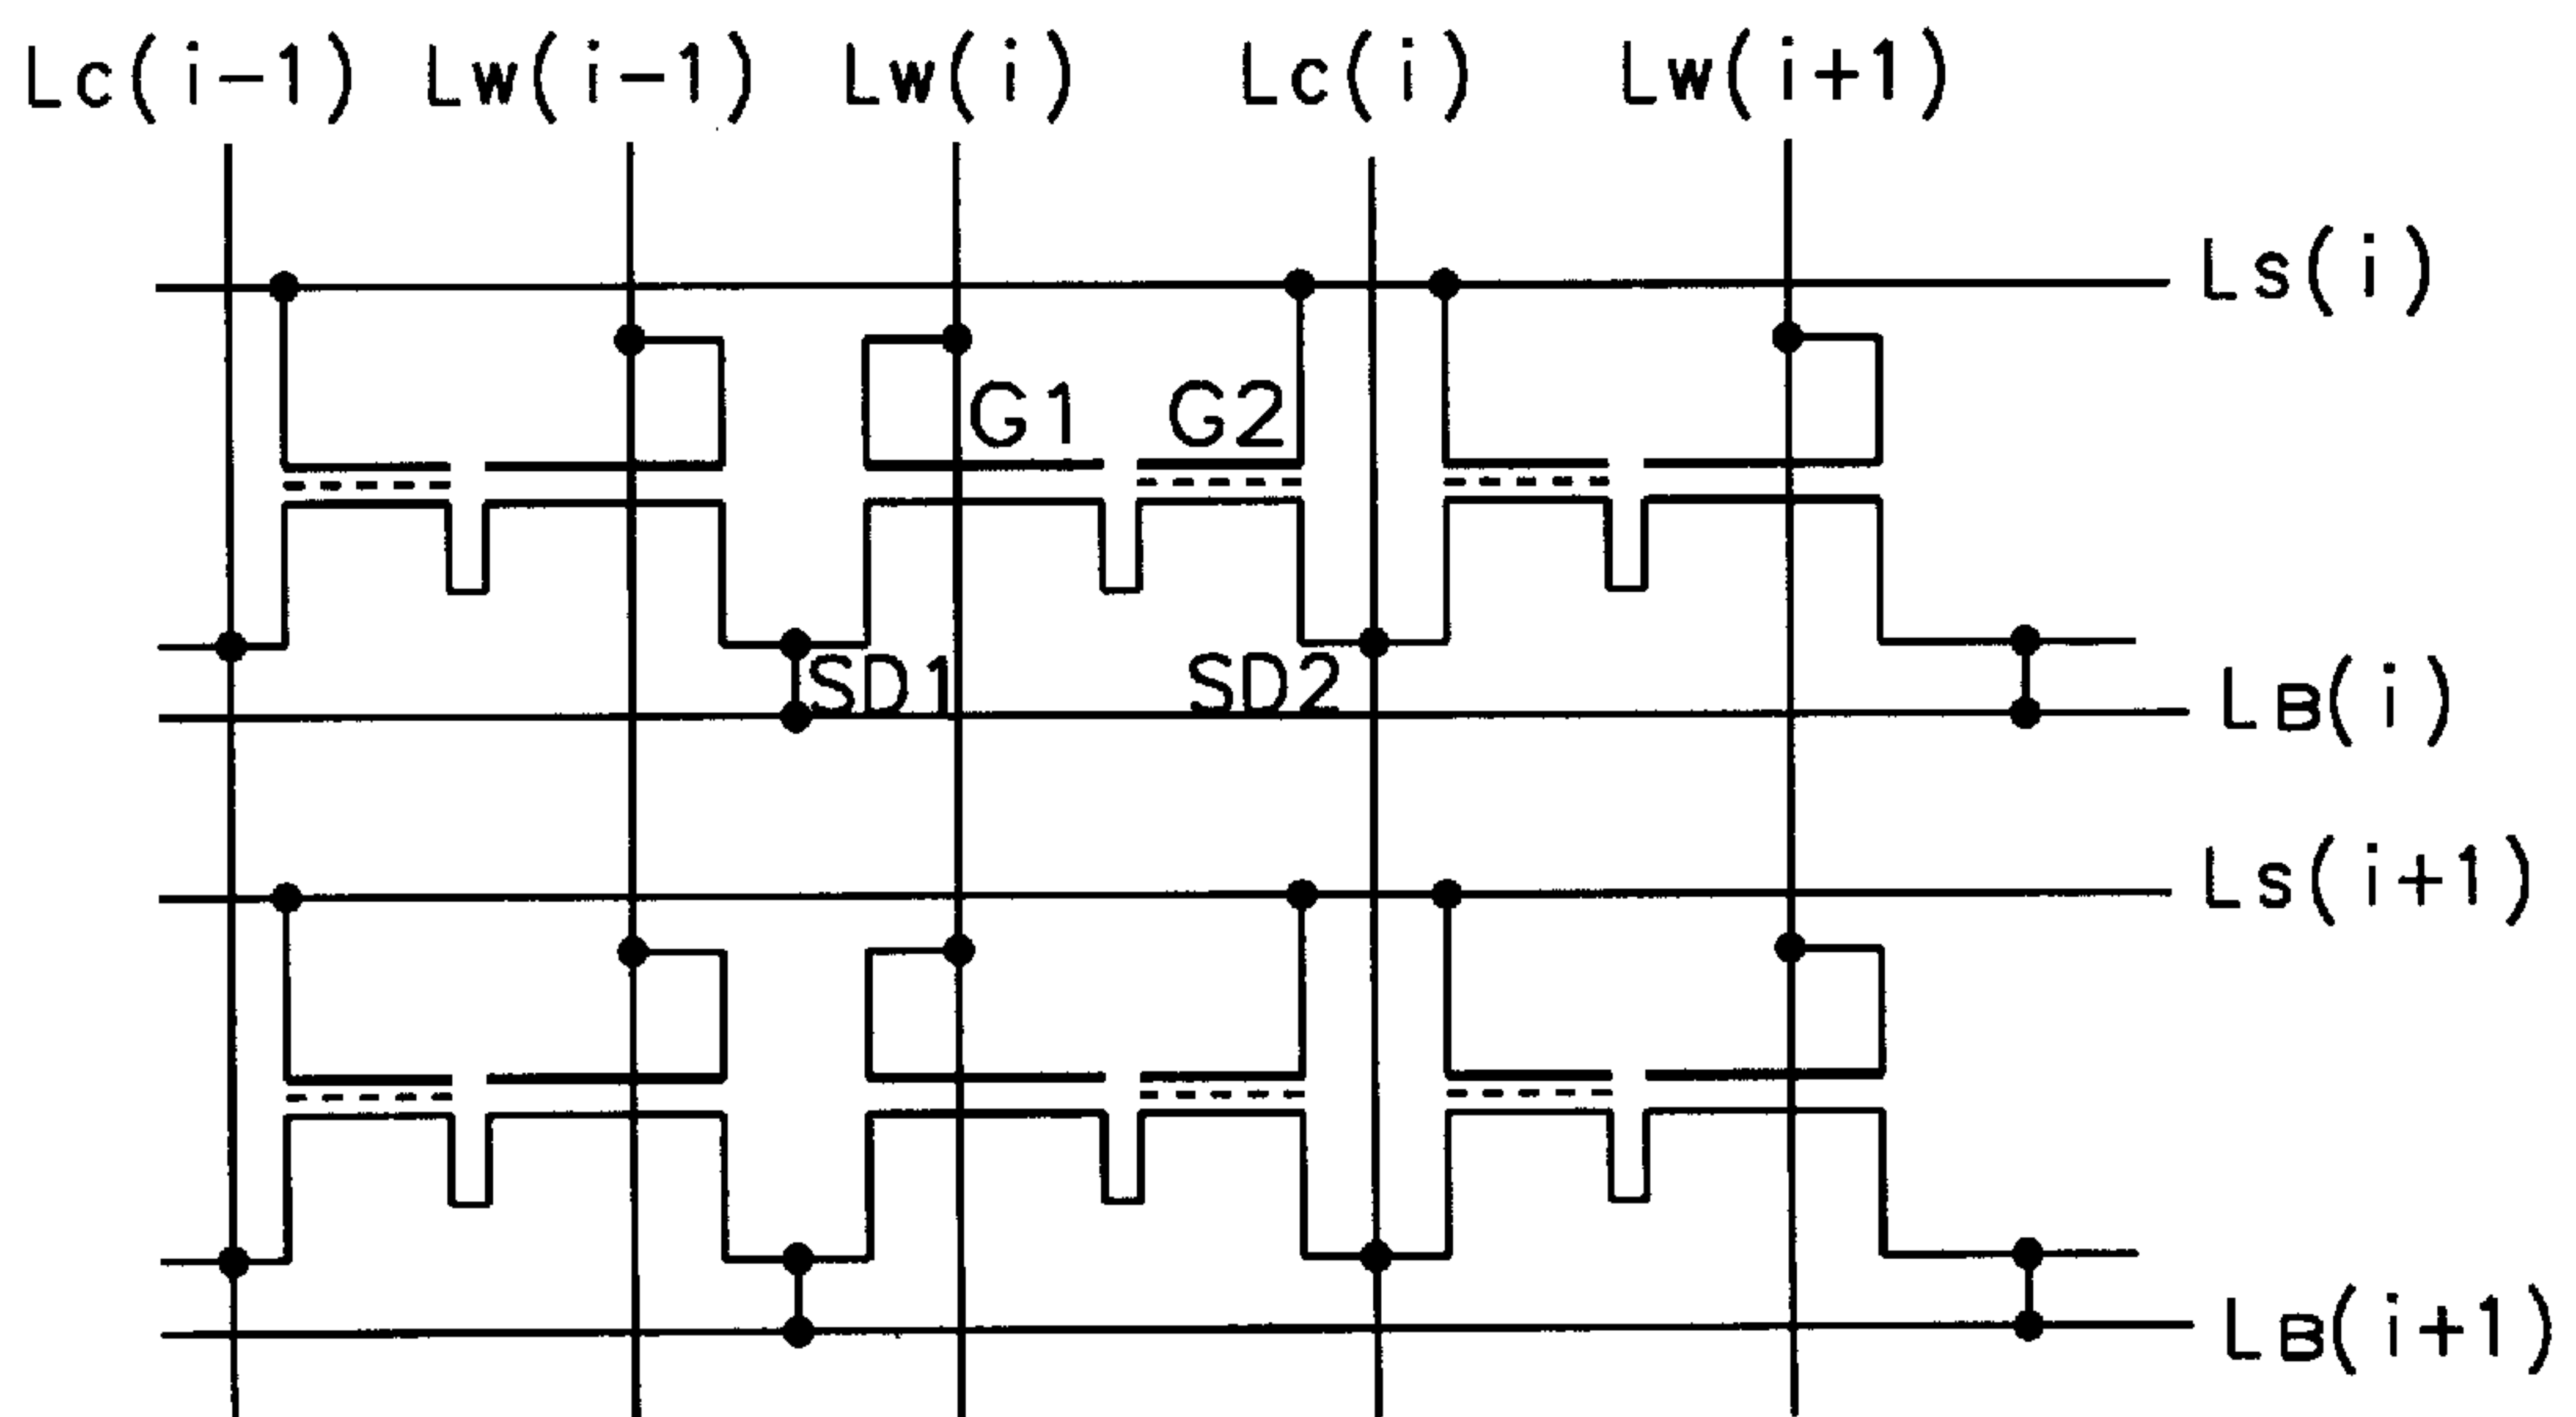 Lc(i-1) Lw(i-1) Lw(i) Lc(i) Lw(i+1)
Ls(i)
G1 G2
SD1 SD2
LB(i)
Ls(i+1)
LB(i+1)